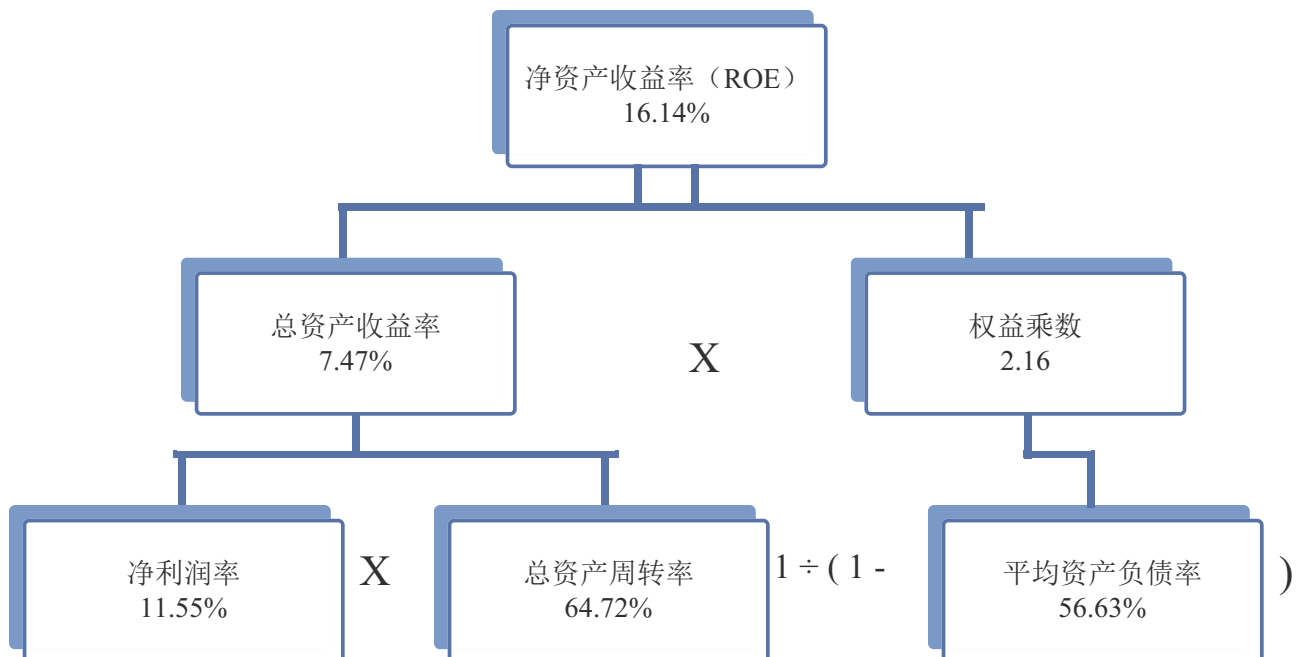 净资产收益率（ROE）
16.14%
总资产收益率
7.47%
X
权益乘数
2.16
净利润率
11.55%
X
总资产周转率
64.72%
1 ÷ ( 1 -
平均资产负债率
56.63%
)